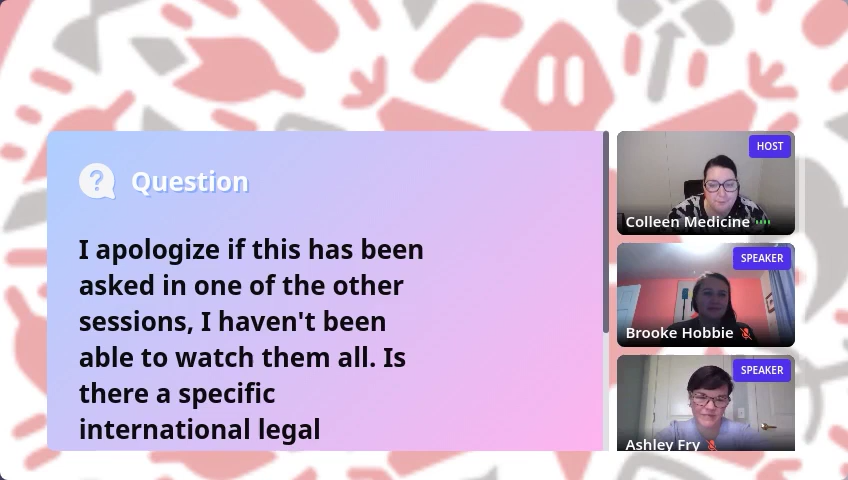 Question
I apologize if this has been
asked in one of the other
sessions, I haven't been
able to watch them all. Is
there a specific
international legal
HOST
Colleen Medicine
SPEAKER
Brooke Hobbie
SPEAKER
Ashley Fry